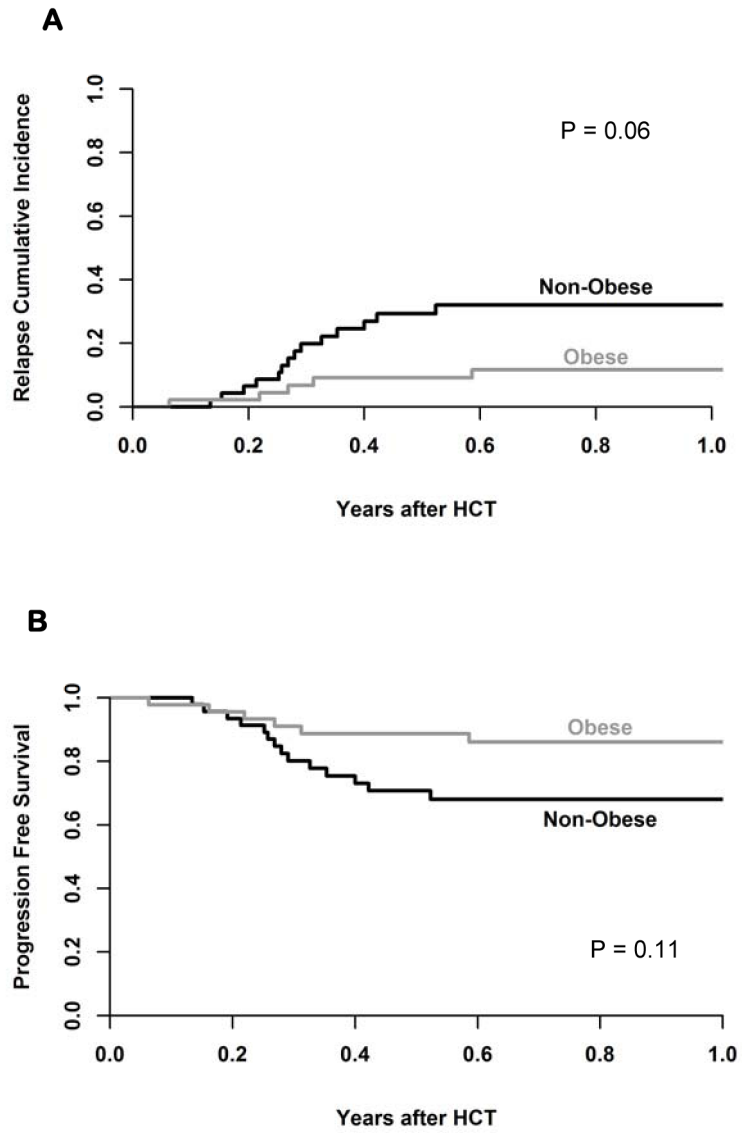 A
Relapse Cumulative Incidence
1.0
0.8
0.6
0.4
0.2
0.0
P = 0.06
Non-Obese
Obese
0.0 0.2 0.4 0.6 0.8 1.0
Years after HCT
B
Progression Free Survival
1.0
0.8
0.6
0.4
0.2
0.0
Obese
Non-Obese
P = 0.11
0.0 0.2 0.4 0.6 0.8 1.0
Years after HCT